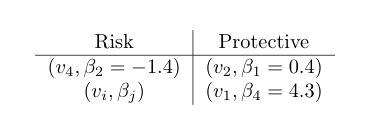 Risk Protective
(v₄, β₂ = −1.4) (v₂, β₁ = 0.4)
(vᵢ, βⱼ) (v₁, β₄ = 4.3)